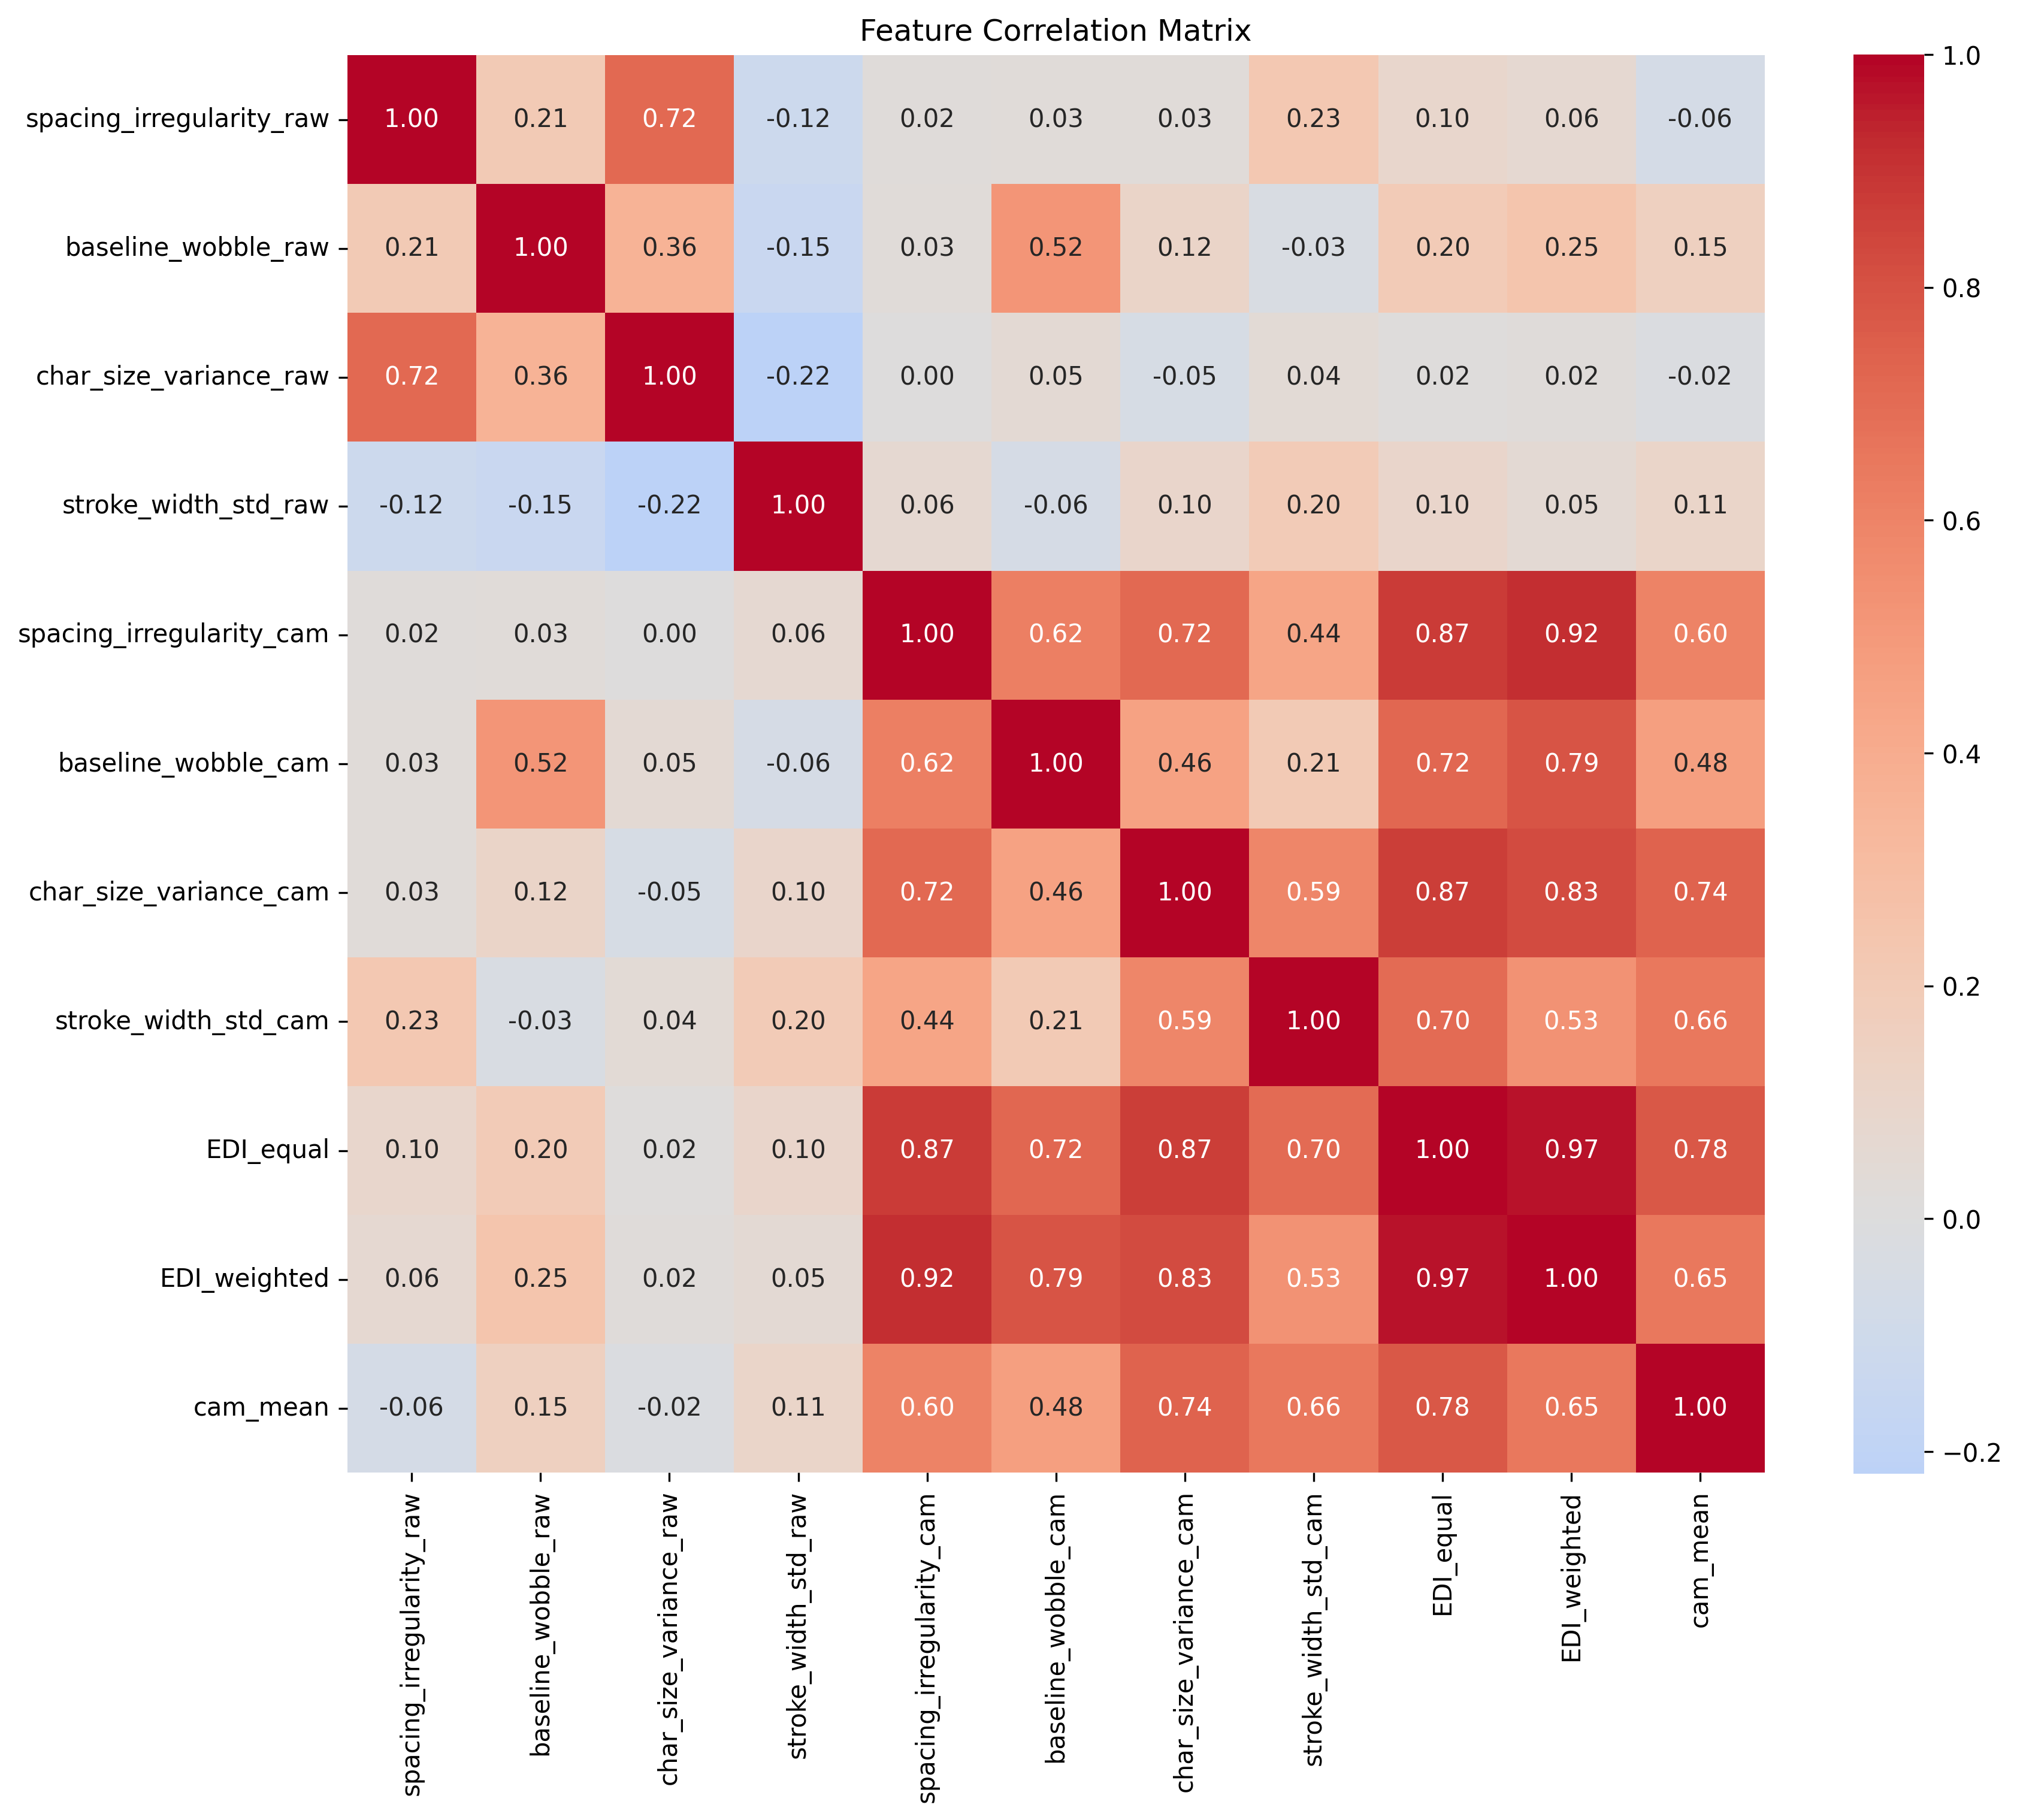 Feature Correlation Matrix
spacing_irregularity_raw 1.00 0.21 0.72 -0.12 0.02 0.03 0.03 0.23 0.10 0.06 -0.06
baseline_wobble_raw 0.21 1.00 0.36 -0.15 0.03 0.52 0.12 -0.03 0.20 0.25 0.15
char_size_variance_raw 0.72 0.36 1.00 -0.22 0.00 0.05 -0.05 0.04 0.02 0.02 -0.02
stroke_width_std_raw -0.12 -0.15 -0.22 1.00 0.06 -0.06 0.10 0.20 0.10 0.05 0.11
spacing_irregularity_cam 0.02 0.03 0.00 0.06 1.00 0.62 0.72 0.44 0.87 0.92 0.60
baseline_wobble_cam 0.03 0.52 0.05 -0.06 0.62 1.00 0.46 0.21 0.72 0.79 0.48
char_size_variance_cam 0.03 0.12 -0.05 0.10 0.72 0.46 1.00 0.59 0.87 0.83 0.74
stroke_width_std_cam 0.23 -0.03 0.04 0.20 0.44 0.21 0.59 1.00 0.70 0.53 0.66
EDI_equal 0.10 0.20 0.02 0.10 0.87 0.72 0.87 0.70 1.00 0.97 0.78
EDI_weighted 0.06 0.25 0.02 0.05 0.92 0.79 0.83 0.53 0.97 1.00 0.65
cam_mean -0.06 0.15 -0.02 0.11 0.60 0.48 0.74 0.66 0.78 0.65 1.00
spacing_irregularity_raw
baseline_wobble_raw
char_size_variance_raw
stroke_width_std_raw
spacing_irregularity_cam
baseline_wobble_cam
char_size_variance_cam
stroke_width_std_cam
EDI_equal
EDI_weighted
cam_mean
1.0
0.8
0.6
0.4
0.2
0.0
−0.2